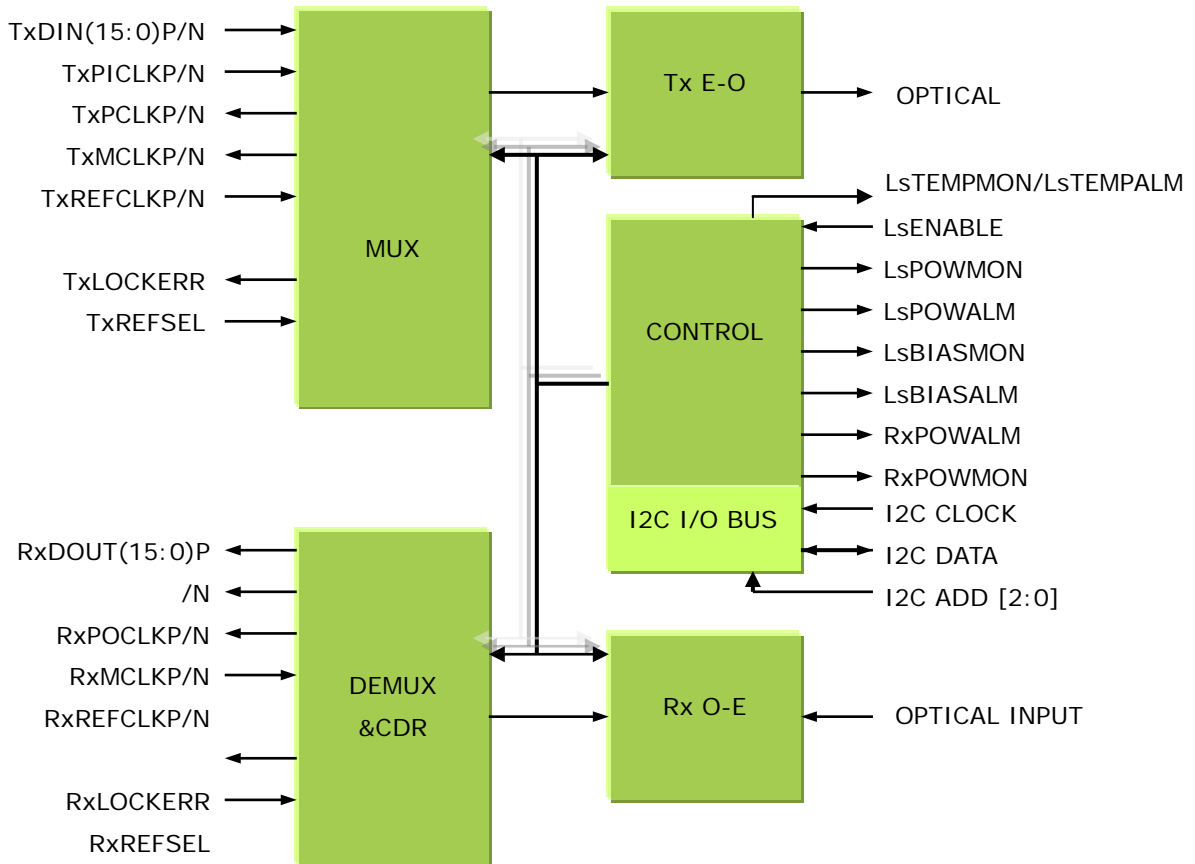 TxDIN(15:0)P/N
TxPICLKP/N
TxPCLKP/N
TxMCLKP/N
TxREFCLKP/N
TxLOCKERR
TxREFSEL
MUX
Tx E-O
OPTICAL
LsTEMPMON/LsTEMPALM
LsENABLE
LsPOWMON
LsPOWALM
LsBIASMON
LsBIASALM
RxPOWALM
RxPOWMON
CONTROL
I2C I/O BUS
I2C CLOCK
I2C DATA
I2C ADD [2:0]
RxDOUT(15:0)P
/N
RxPOCLKP/N
RxMCLKP/N
RxREFCLKP/N
RxLOCKERR
RxREFSEL
DEMUX
&CDR
Rx O-E
OPTICAL INPUT